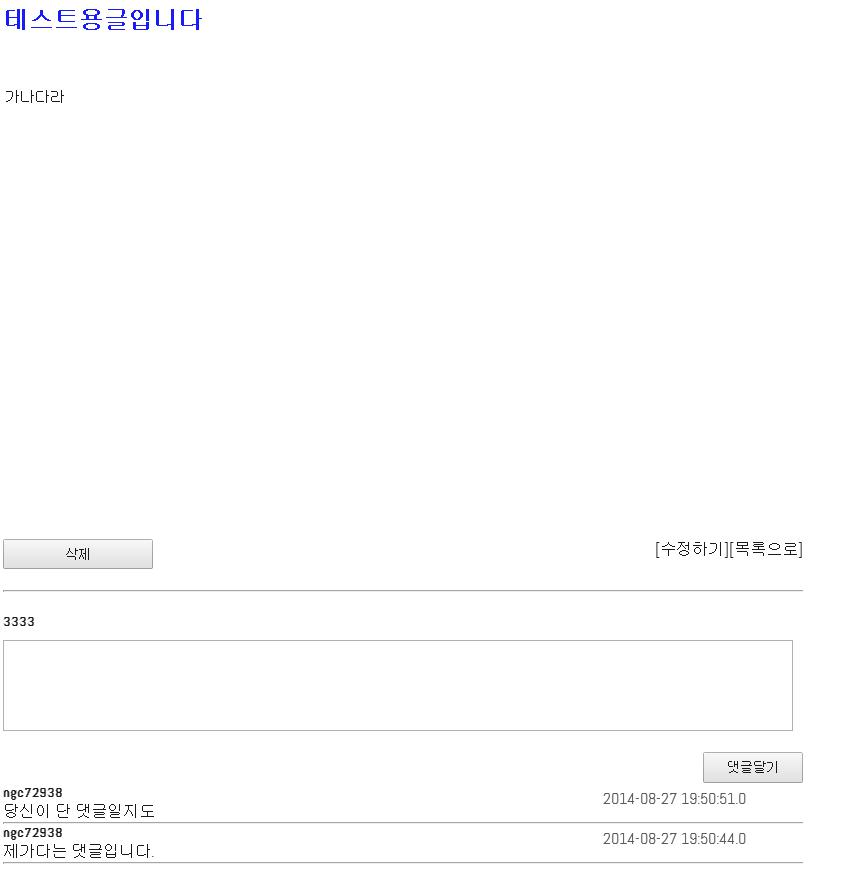 테스트용글입니다
가나다라
삭제
[수정하기][목록으로]
3333
댓글달기
ngc72938
2014-08-27 19:50:51.0
당신이 단 댓글일지도
ngc72938
2014-08-27 19:50:44.0
제가다는 댓글입니다.